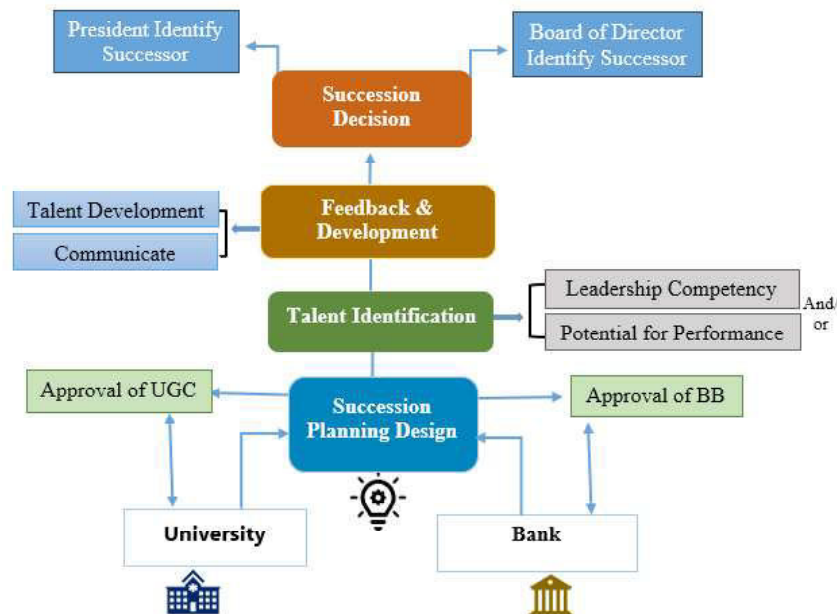 President Identify
Successor
Board of Director
Identify Successor
Succession
Decision
Feedback &
Development
Talent Development
Communicate
Talent Identification
Leadership Competency
Potential for Performance
And/
or
Approval of UGC
Succession
Planning Design
Approval of BB
University
Bank